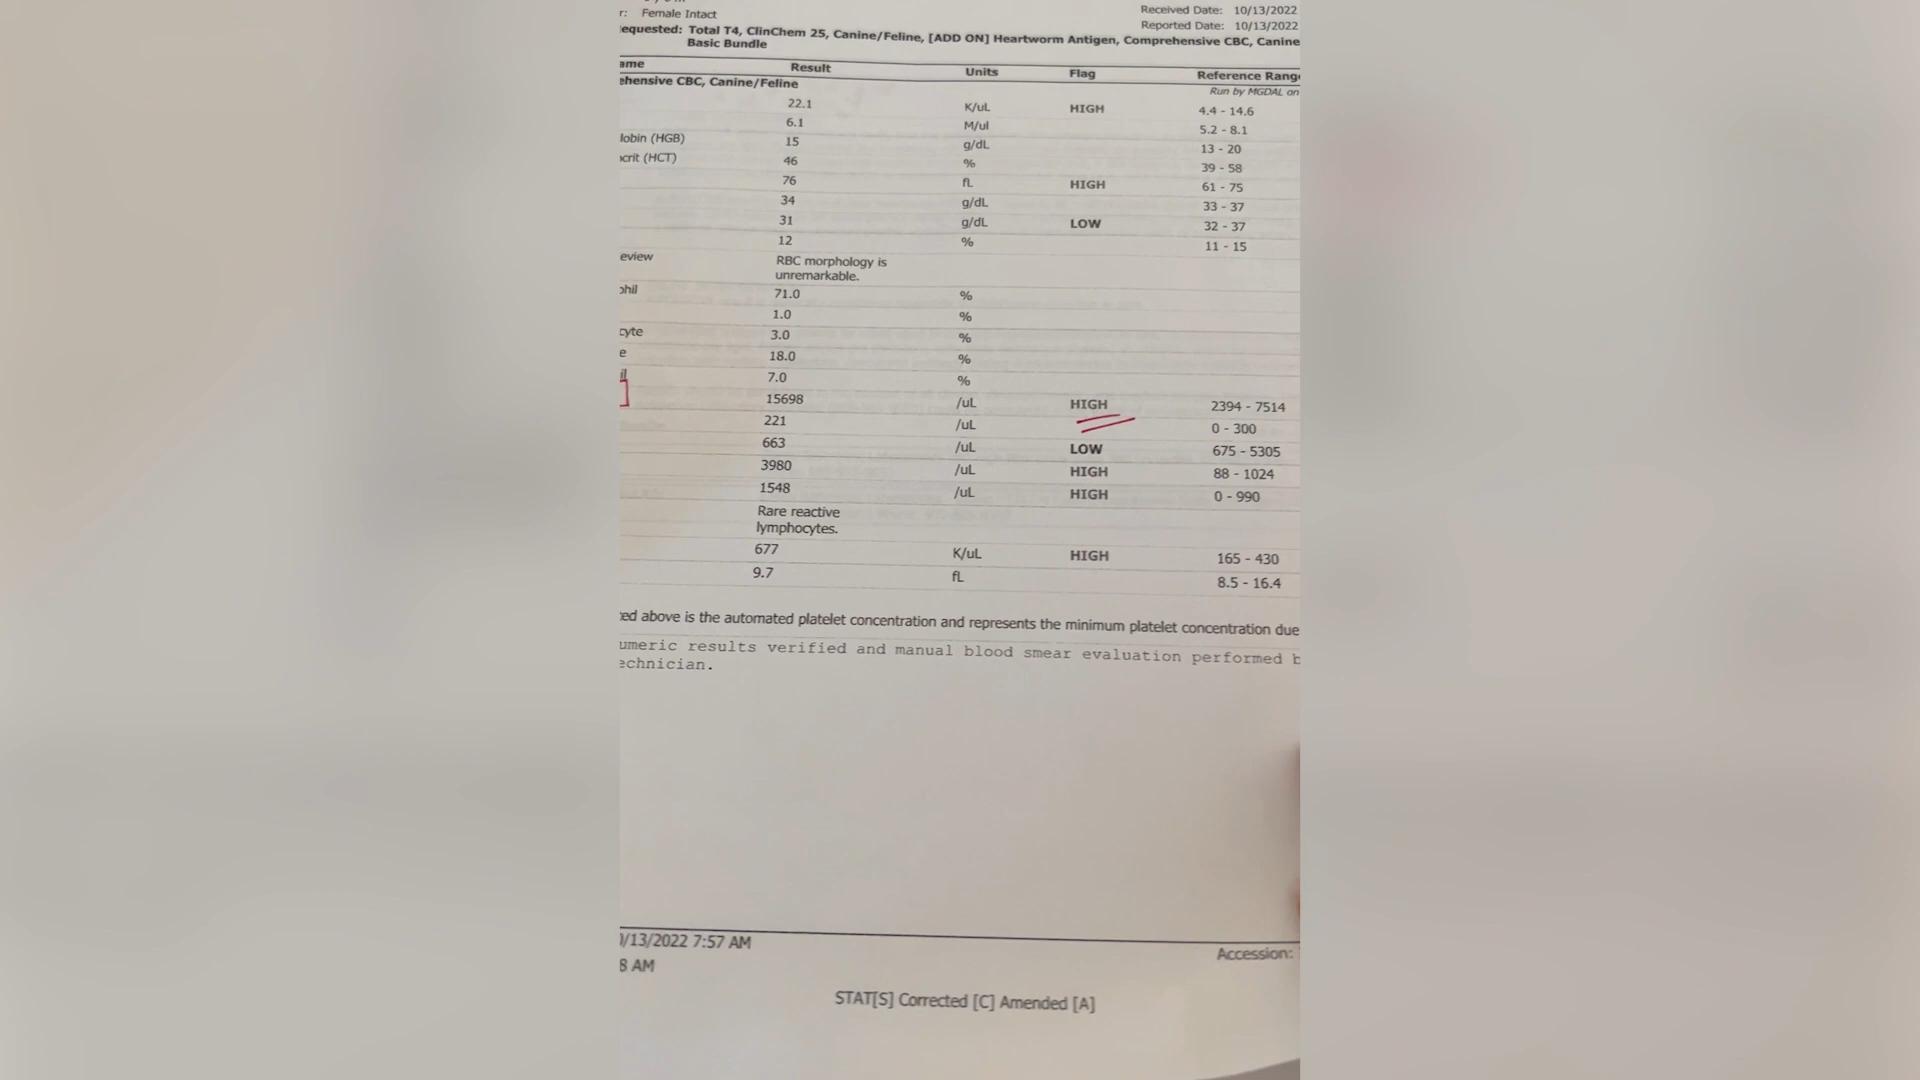 r: Female Intact
Received Date: 10/13/2022
Reported Date: 10/13/2022
equested: Total T4, ClinChem 25, Canine/Feline, [ADD ON] Heartworm Antigen, Comprehensive CBC, Canine
Basic Bundle
ame Result Units Flag Reference Rang
ehensive CBC, Canine/Feline
Run by MGDAL on
22.1 K/uL HIGH 4.4 - 14.6
6.1 M/ul 5.2 - 8.1
lobin (HGB) 15 g/dL 13 - 20
crit (HCT) 46 % 39 - 58
76 fL HIGH 61 - 75
34 g/dL 33 - 37
31 g/dL LOW 32 - 37
12 % 11 - 15
eview RBC morphology is
unremarkable.
phil 71.0 %
1.0 %
cyte 3.0 %
e 18.0 %
il 7.0 %
15698 /uL HIGH 2394 - 7514
221 /uL 0 - 300
663 /uL LOW 675 - 5305
3980 /uL HIGH 88 - 1024
1548 /uL HIGH 0 - 990
Rare reactive
lymphocytes.
677 K/uL HIGH 165 - 430
9.7 fL 8.5 - 16.4
ed above is the automated platelet concentration and represents the minimum platelet concentration due
umeric results verified and manual blood smear evaluation performed b
echnician.
/13/2022 7:57 AM
Accession:
8 AM
STAT[S] Corrected [C] Amended [A]